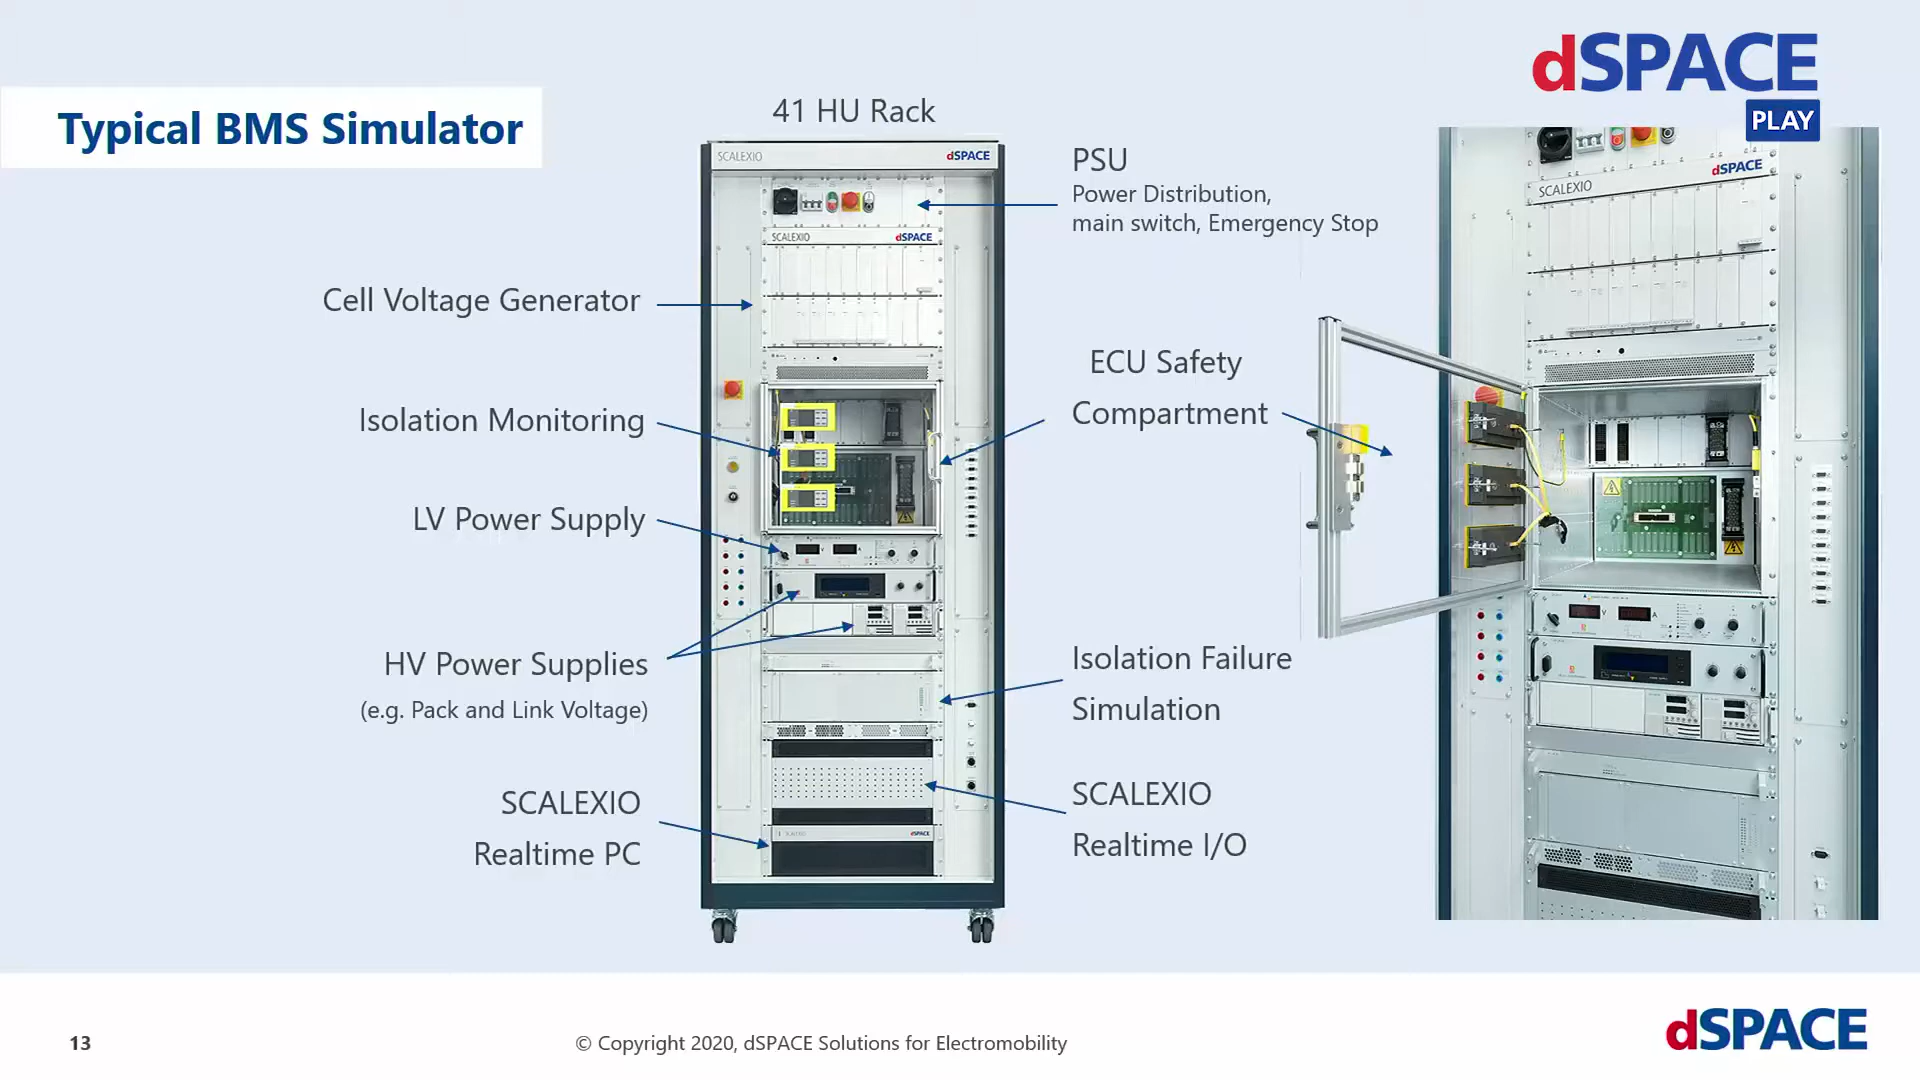 dSPACE
PLAY
Typical BMS Simulator
41 HU Rack
SCALEXIO
dSPACE
SCALEXIO
dSPACE
PSU
Power Distribution,
main switch, Emergency Stop
Cell Voltage Generator
ECU Safety
Compartment
Isolation Monitoring
LV Power Supply
HV Power Supplies
(e.g. Pack and Link Voltage)
Isolation Failure
Simulation
SCALEXIO
Realtime PC
SCALEXIO
Realtime I/O
dSPACE
SCALEXIO
dSPACE
V
A
13
© Copyright 2020, dSPACE Solutions for Electromobility
dSPACE